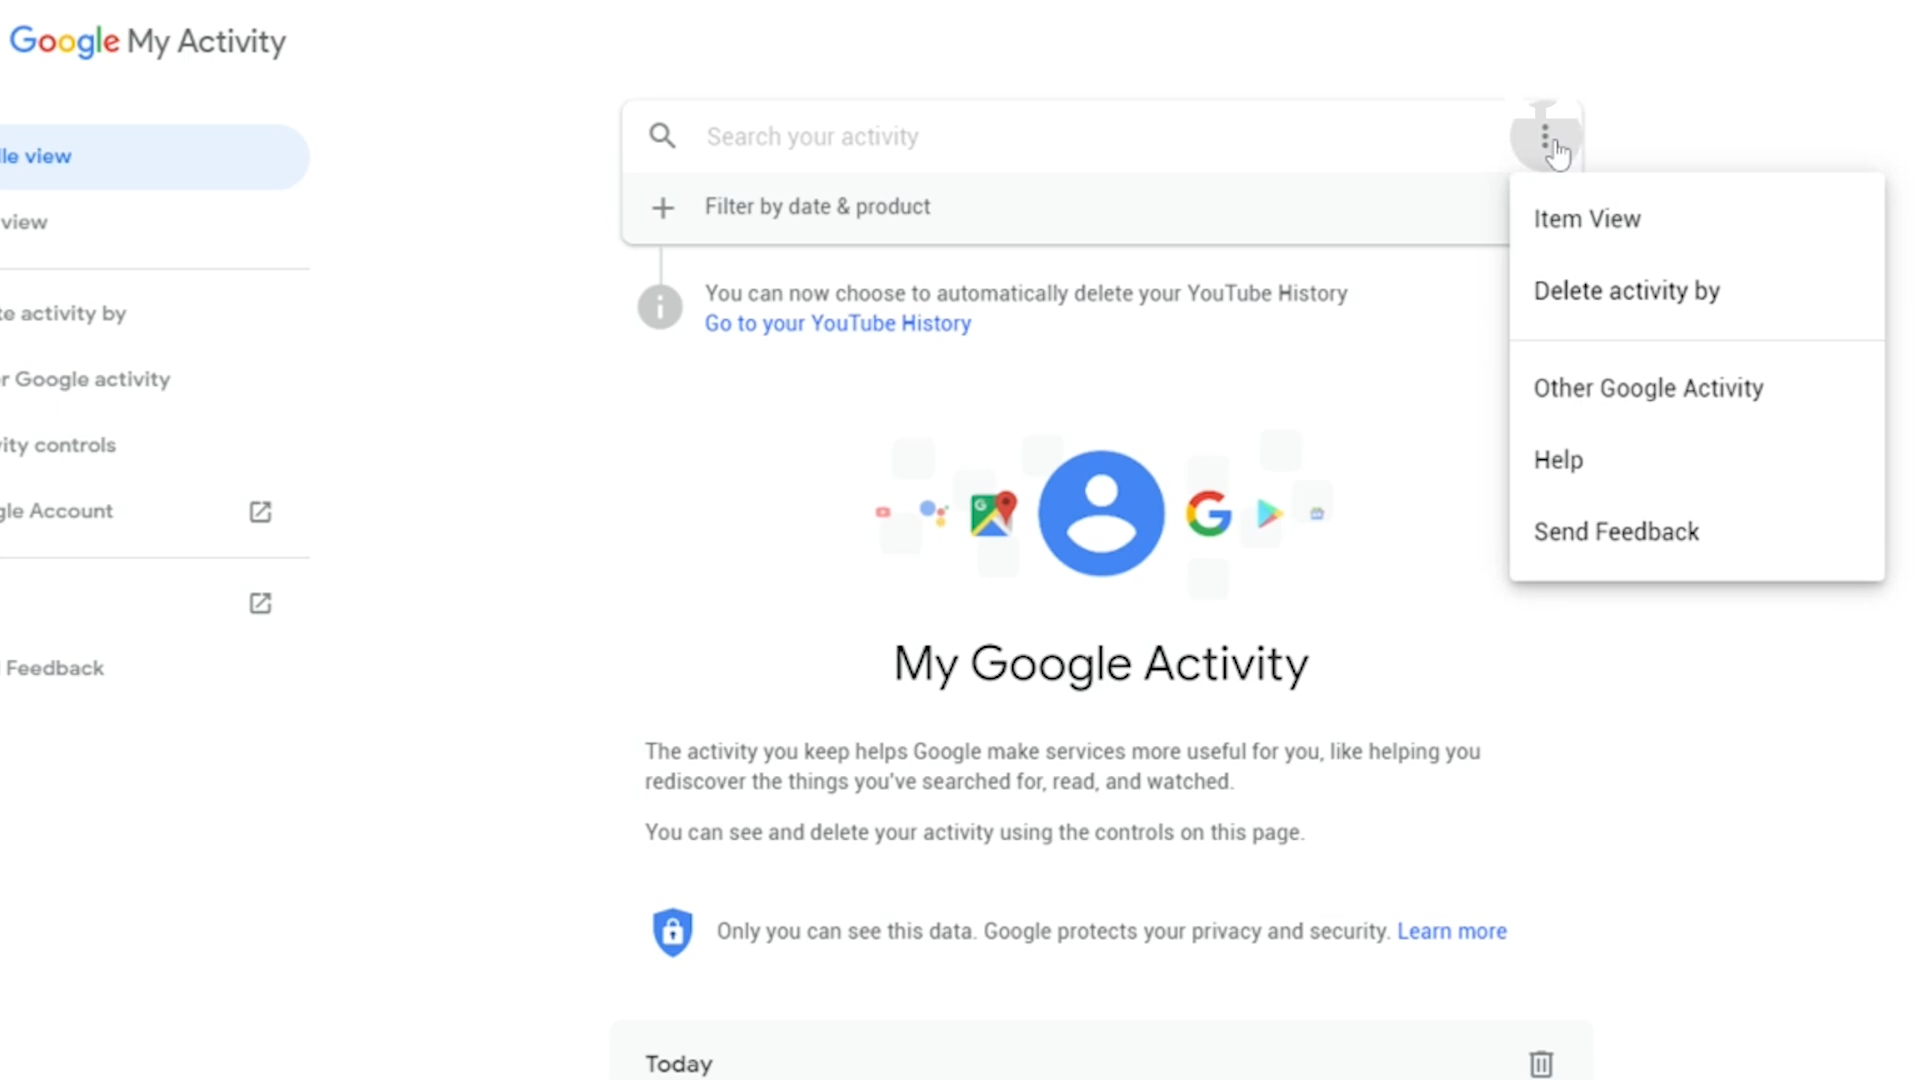 Google My Activity
le view
view
te activity by
r Google activity
vity controls
gle Account
Feedback
Search your activity
Filter by date & product
You can now choose to automatically delete your YouTube History
Go to your YouTube History
Item View
Delete activity by
Other Google Activity
Help
Send Feedback
My Google Activity
The activity you keep helps Google make services more useful for you, like helping you
rediscover the things you've searched for, read, and watched.
You can see and delete your activity using the controls on this page.
Only you can see this data. Google protects your privacy and security. Learn more
Today